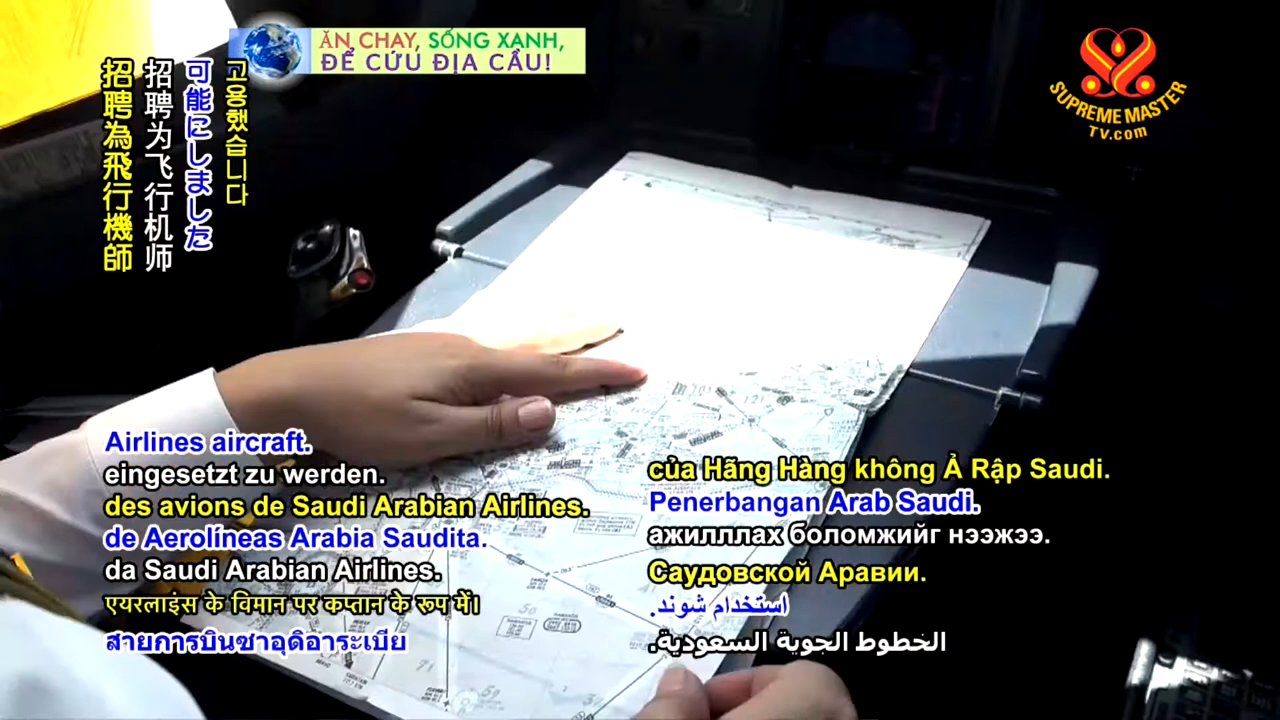 ĂN CHAY, SỐNG XANH,
ĐỂ CỨU ĐỊA CẦU!
SUPREME MASTER
TV.com
고용했습니다
可能にしました
招聘为飞行机师
招聘為飛行機師
Airlines aircraft.
eingesetzt zu werden.
des avions de Saudi Arabian Airlines.
de Aerolíneas Arabia Saudita.
da Saudi Arabian Airlines.
एयरलाइंस के विमान पर कप्तान के रूप में।
สายการบินซาอุดิอาระเบีย
của Hãng Hàng không Ả Rập Saudi.
Penerbangan Arab Saudi.
ажилллах боломжийг нээжээ.
Саудовской Аравии.
استخدام شوند.
الخطوط الجوية السعودية.